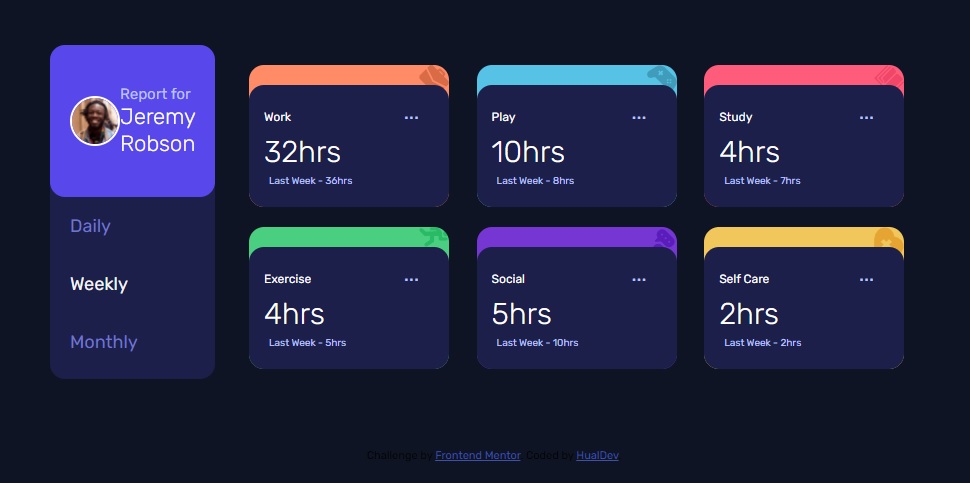 Report for
Jeremy
Robson
Daily
Weekly
Monthly
Work ...
32hrs
Last Week - 36hrs
Play ...
10hrs
Last Week - 8hrs
Study ...
4hrs
Last Week - 7hrs
Exercise ...
4hrs
Last Week - 5hrs
Social ...
5hrs
Last Week - 10hrs
Self Care ...
2hrs
Last Week - 2hrs
Challenge by Frontend Mentor. Coded by HualDev